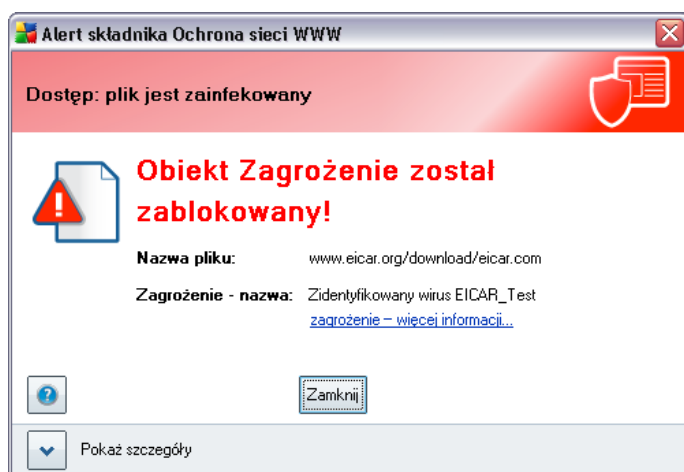 Alert składnika Ochrona sieci WWW
Dostęp: plik jest zainfekowany
Obiekt Zagrożenie został
zablokowany!
Nazwa pliku: www.eicar.org/download/eicar.com
Zagrożenie - nazwa: Zidentyfikowany wirus EICAR_Test
zagrożenie – więcej informacji...
Zamknij
Pokaż szczegóły